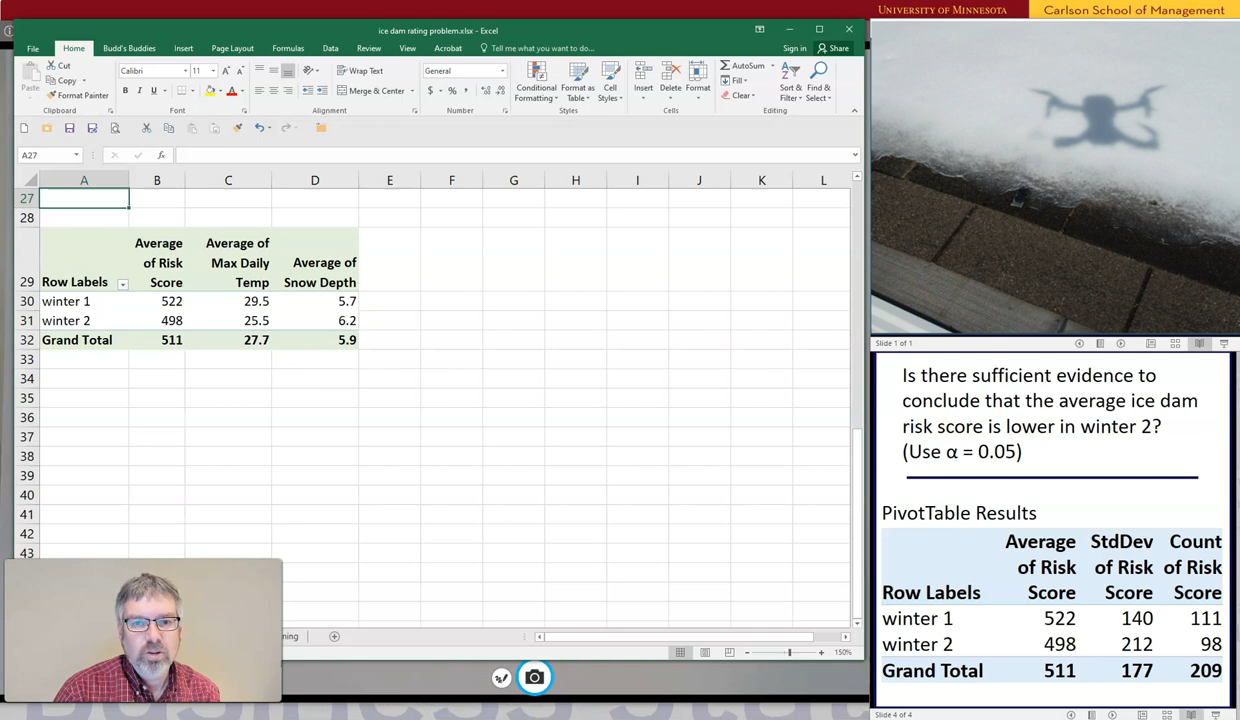 UNIVERSITY OF MINNESOTA
Carlson School of Management
ice dam rating problem.xlsx - Excel
File Home Budd's Buddies Insert Page Layout Formulas Data Review View Acrobat Tell me what you want to do... Sign in Share
Paste
Cut
Copy
Format Painter
Calibri 11
B I U
Wrap Text
Merge & Center
General
$ % ,
Conditional Formatting
Format as Table
Cell Styles
Insert Delete Format
AutoSum
Fill
Clear
Sort & Filter
Find & Select
Clipboard Font Alignment Number Styles Cells Editing
A27 fx
A B C D E F G H I J K L
27
28
29 Row Labels Average of Risk Score Average of Max Daily Temp Average of Snow Depth
30 winter 1 522 29.5 5.7
31 winter 2 498 25.5 6.2
32 Grand Total 511 27.7 5.9
33
34
35
36
37
38
39
40
41
42
43
ning
150%
Slide 1 of 1
Is there sufficient evidence to
conclude that the average ice dam
risk score is lower in winter 2?
(Use α = 0.05)
PivotTable Results
Average StdDev Count
of Risk of Risk of Risk
Row Labels Score Score Score
winter 1 522 140 111
winter 2 498 212 98
Grand Total 511 177 209
Slide 4 of 4